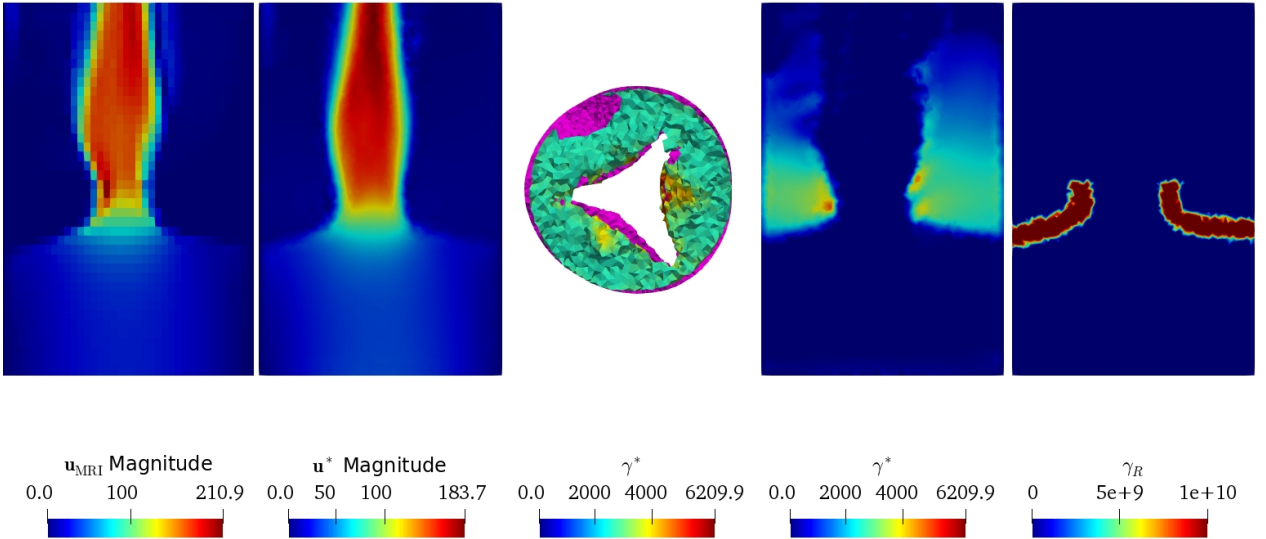 u_MRI Magnitude
0.0 100 210.9
u* Magnitude
0.0 50 100 183.7
γ*
0.0 2000 4000 6209.9
γ*
0.0 2000 4000 6209.9
γ_R
0 5e+9 1e+10